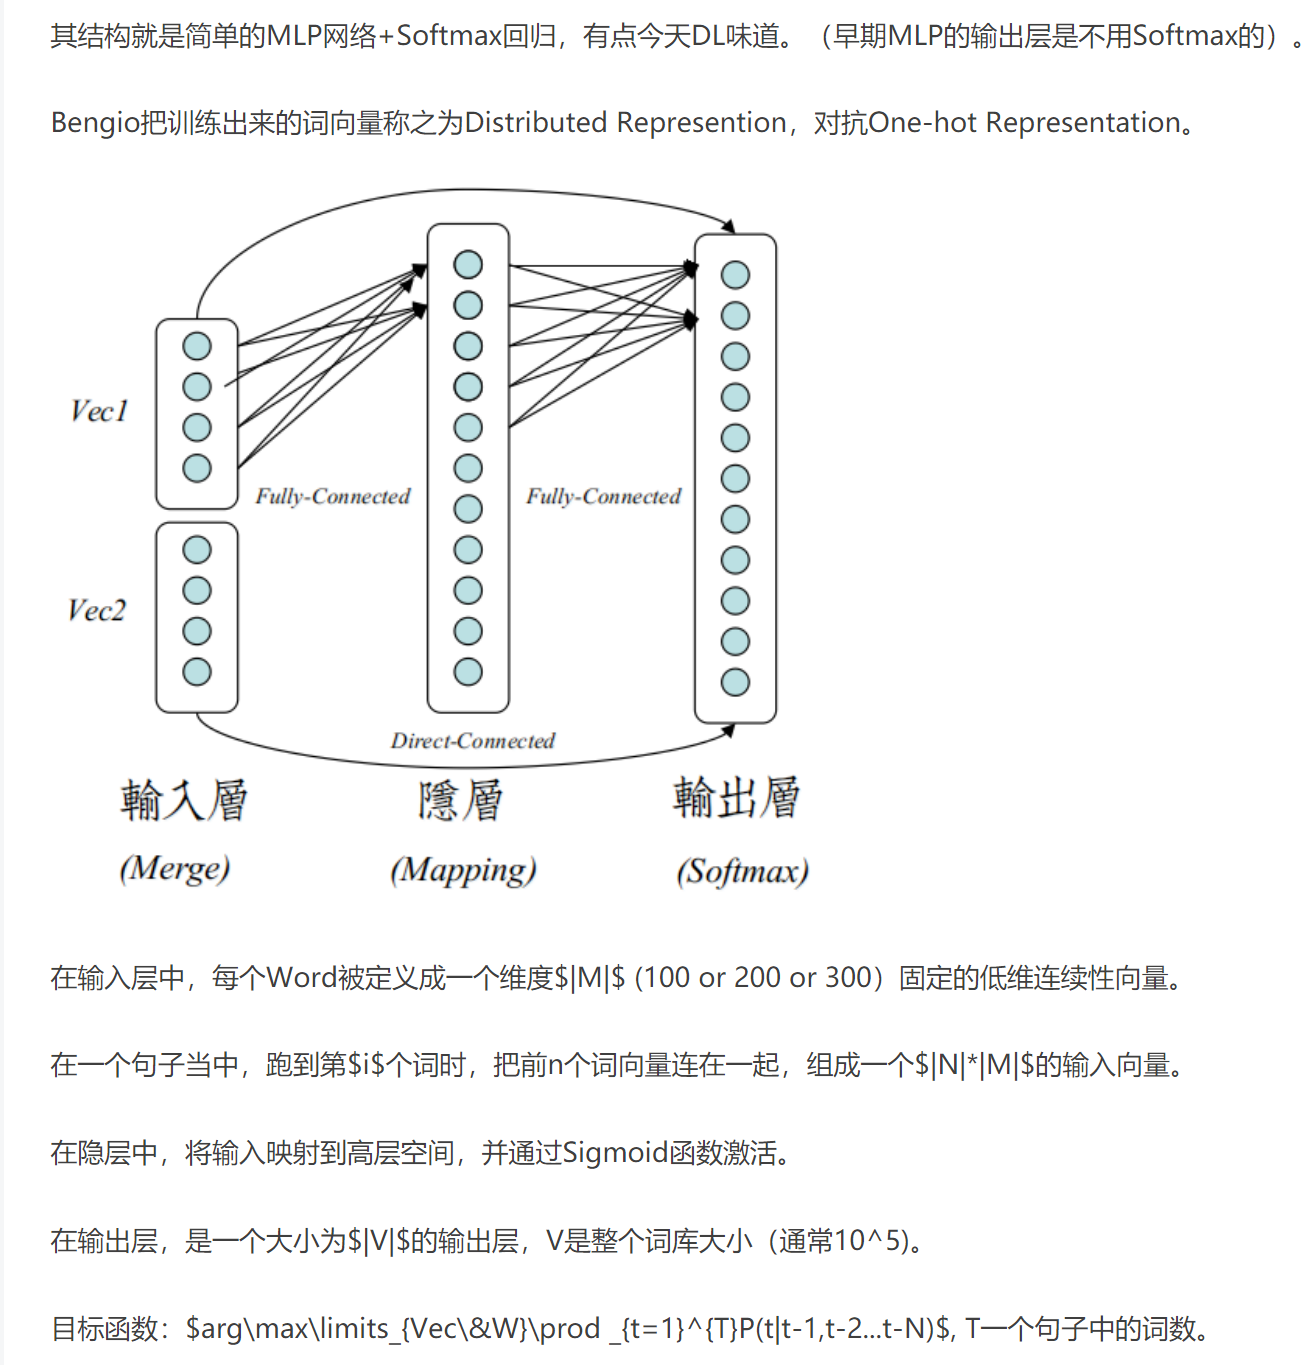 其结构就是简单的MLP网络+Softmax回归，有点今天DL味道。（早期MLP的输出层是不用Softmax的）。
Bengio把训练出来的词向量称之为Distributed Represention，对抗One-hot Representation。
Vec1
Fully-Connected
Fully-Connected
Vec2
Direct-Connected
輸入層
隱層
輸出層
(Merge)
(Mapping)
(Softmax)
在输入层中，每个Word被定义成一个维度$|M|$ (100 or 200 or 300）固定的低维连续性向量。
在一个句子当中，跑到第$i$个词时，把前n个词向量连在一起，组成一个$|N|*|M|$的输入向量。
在隐层中，将输入映射到高层空间，并通过Sigmoid函数激活。
在输出层，是一个大小为$|V|$的输出层，V是整个词库大小（通常10^5)。
目标函数：$arg\max\limits_{Vec\&W}\prod _{t=1}^{T}P(t|t-1,t-2...t-N)$, T一个句子中的词数。